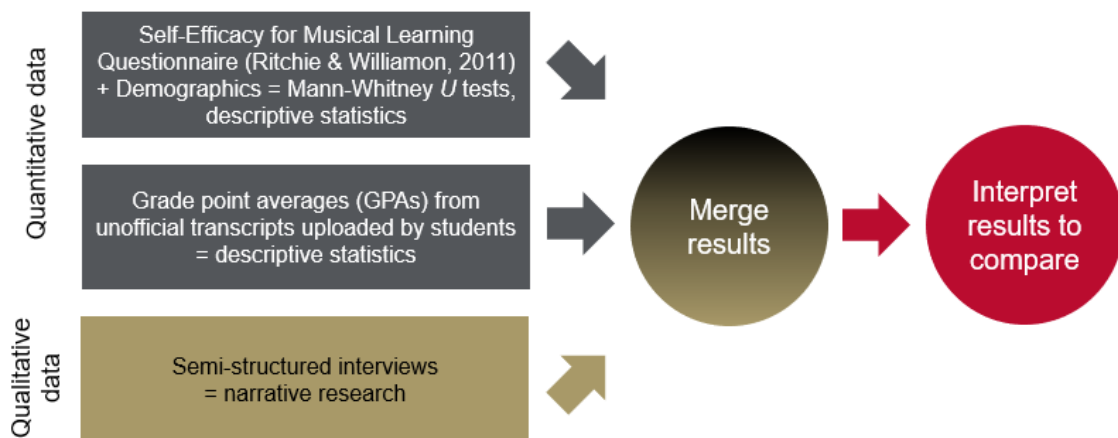 Quantitative data
Self-Efficacy for Musical Learning
Questionnaire (Ritchie & Williamon, 2011)
+ Demographics = Mann-Whitney U tests,
descriptive statistics
Grade point averages (GPAs) from
unofficial transcripts uploaded by students
= descriptive statistics
Qualitative
data
Semi-structured interviews
= narrative research
Merge
results
Interpret
results to
compare